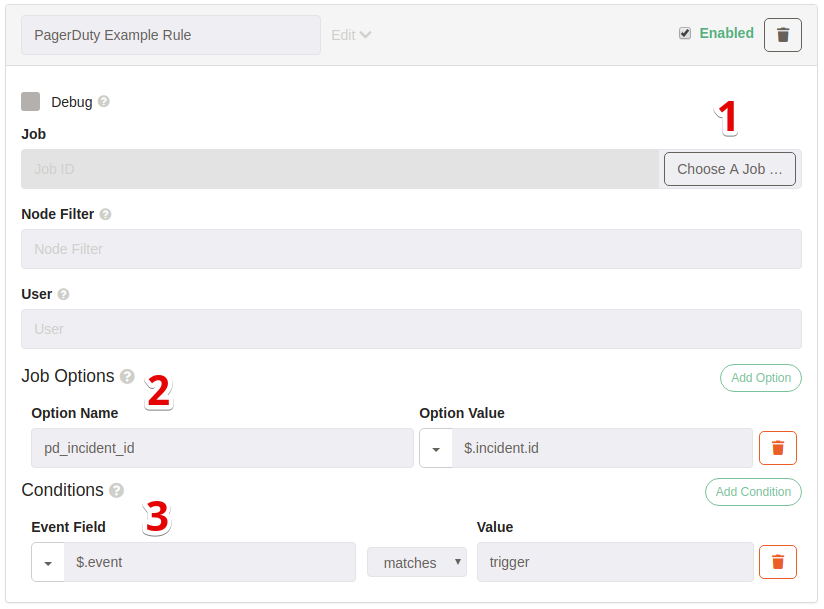 PagerDuty Example Rule Edit Enabled
Debug ?
1
Job
Job ID Choose A Job ...
Node Filter ?
Node Filter
User ?
User
Job Options ? 2 Add Option
Option Name Option Value
pd_incident_id $.incident.id
Conditions ? Add Condition
3
Event Field Value
$.event matches trigger